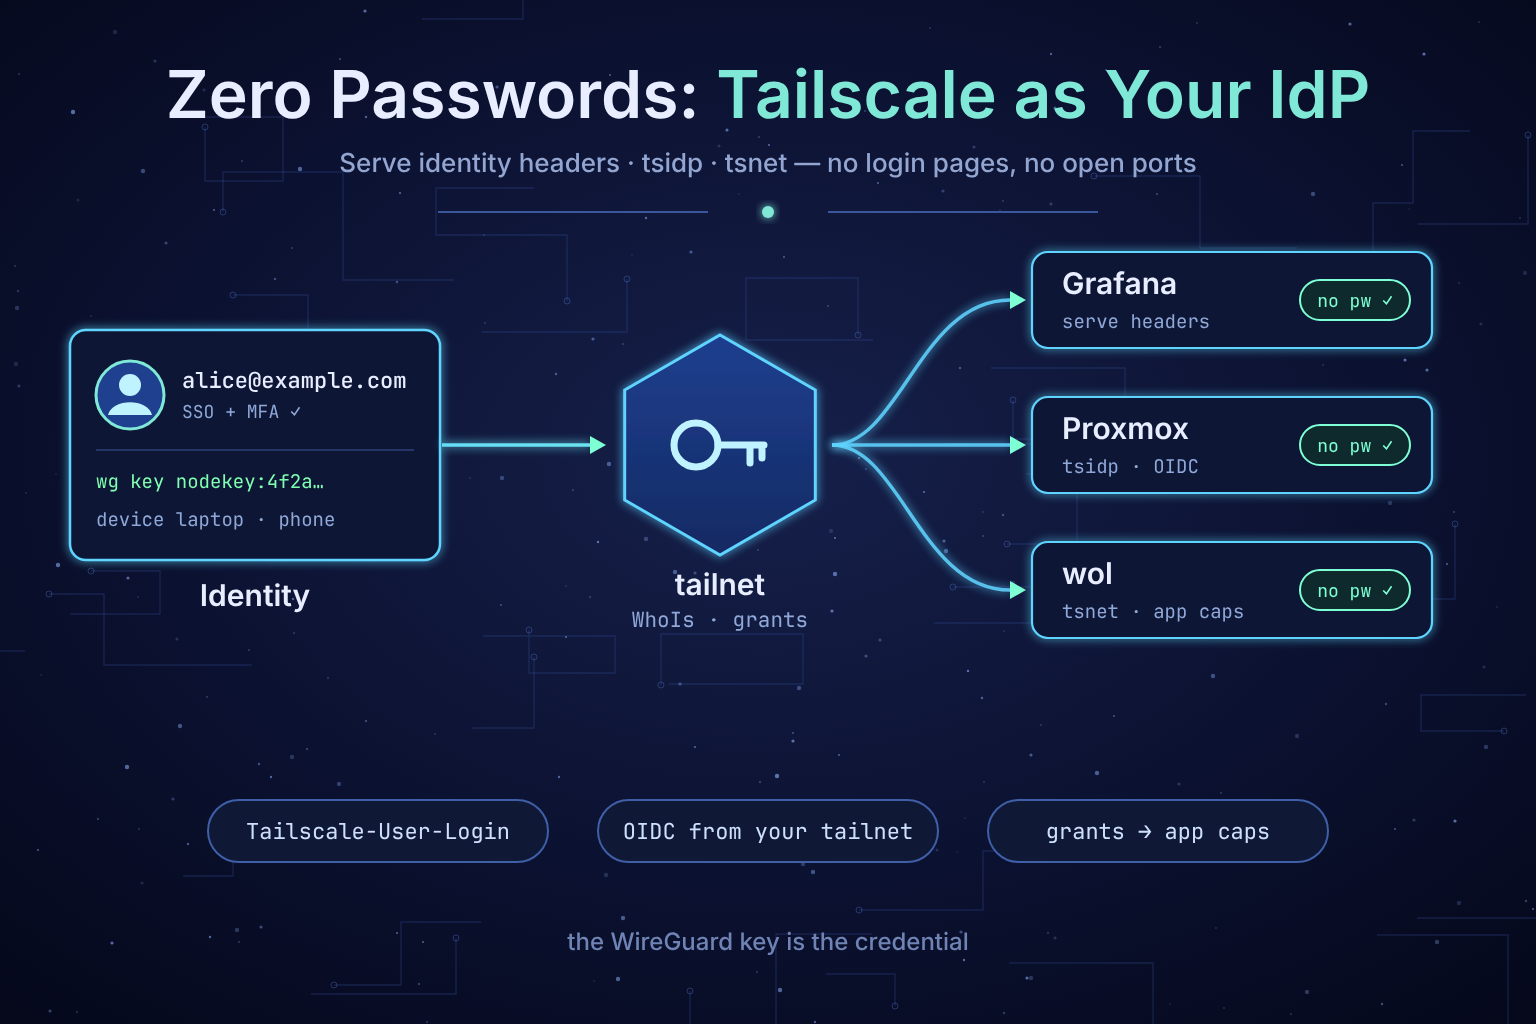 Zero Passwords: Tailscale as Your IdP
Serve identity headers · tsidp · tsnet — no login pages, no open ports
alice@example.com
SSO + MFA ✓
wg key nodekey:4f2a…
device laptop · phone
Identity
tailnet
WhoIs · grants
Grafana
serve headers
no pw ✓
Proxmox
tsidp · OIDC
no pw ✓
wol
tsnet · app caps
no pw ✓
Tailscale-User-Login
OIDC from your tailnet
grants → app caps
the WireGuard key is the credential